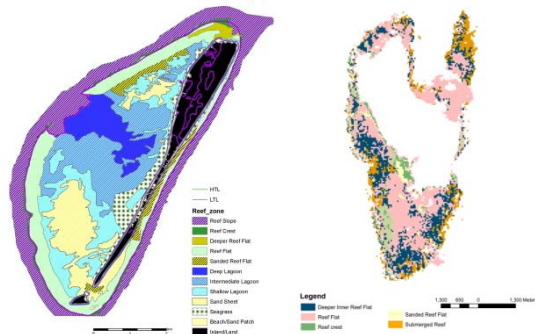 HTL
LTL
Reef_zone
Reef Slope
Reef Crest
Deeper Reef Flat
Reef Flat
Sanded Reef Flat
Deep Lagoon
Intermediate Lagoon
Shallow Lagoon
Sand Sheet
Seagrass
Beach/Sand Patch
Island/Land
Legend
Deeper Inner Reef Flat
Reef Flat
Reef crest
Sanded Reef Flat
Submerged Reef
1,300 650 0 1,300 Meter